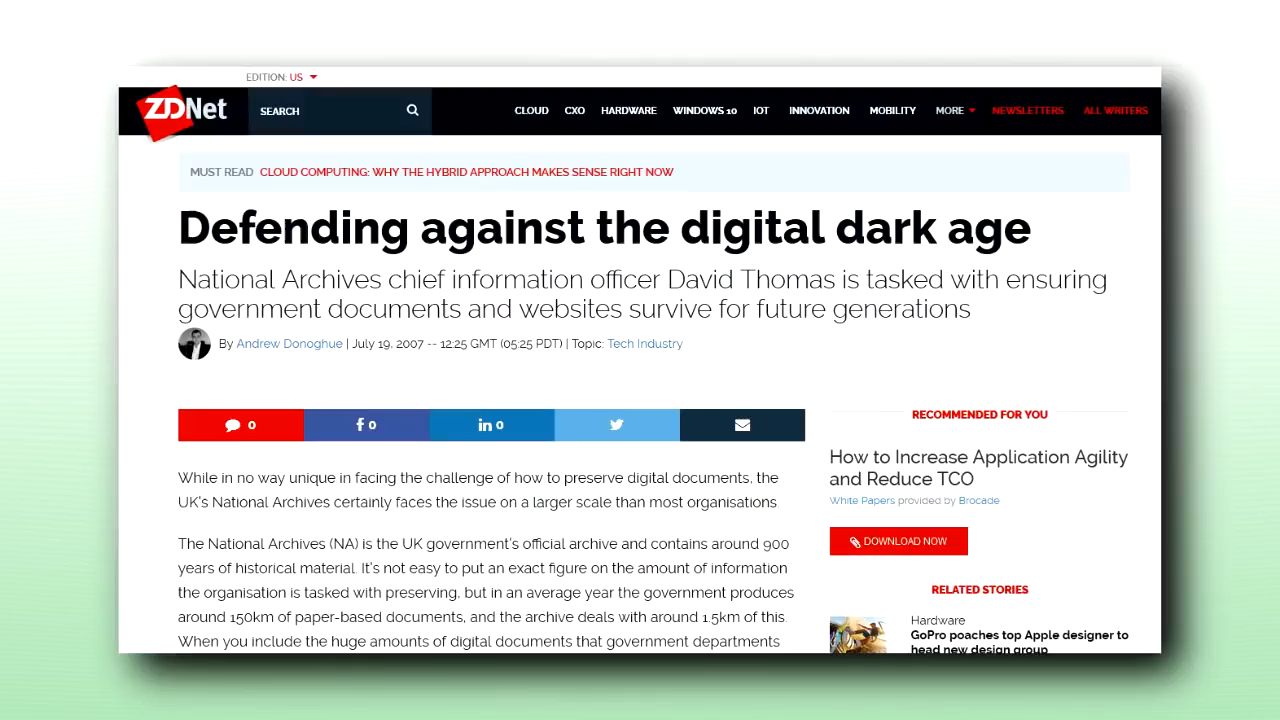 EDITION: US
ZDNet
SEARCH
CLOUD CXO HARDWARE WINDOWS 10 IOT INNOVATION MOBILITY MORE NEWSLETTERS ALL WRITERS
MUST READ CLOUD COMPUTING: WHY THE HYBRID APPROACH MAKES SENSE RIGHT NOW
Defending against the digital dark age
National Archives chief information officer David Thomas is tasked with ensuring
government documents and websites survive for future generations
By Andrew Donoghue | July 19, 2007 -- 12:25 GMT (05:25 PDT) | Topic: Tech Industry
0
f 0
in 0
While in no way unique in facing the challenge of how to preserve digital documents, the
UK's National Archives certainly faces the issue on a larger scale than most organisations.
The National Archives (NA) is the UK government's official archive and contains around 900
years of historical material. It's not easy to put an exact figure on the amount of information
the organisation is tasked with preserving, but in an average year the government produces
around 150km of paper-based documents, and the archive deals with around 1.5km of this.
When you include the huge amounts of digital documents that government departments
RECOMMENDED FOR YOU
How to Increase Application Agility
and Reduce TCO
White Papers provided by Brocade
DOWNLOAD NOW
RELATED STORIES
Hardware
GoPro poaches top Apple designer to
head new design group